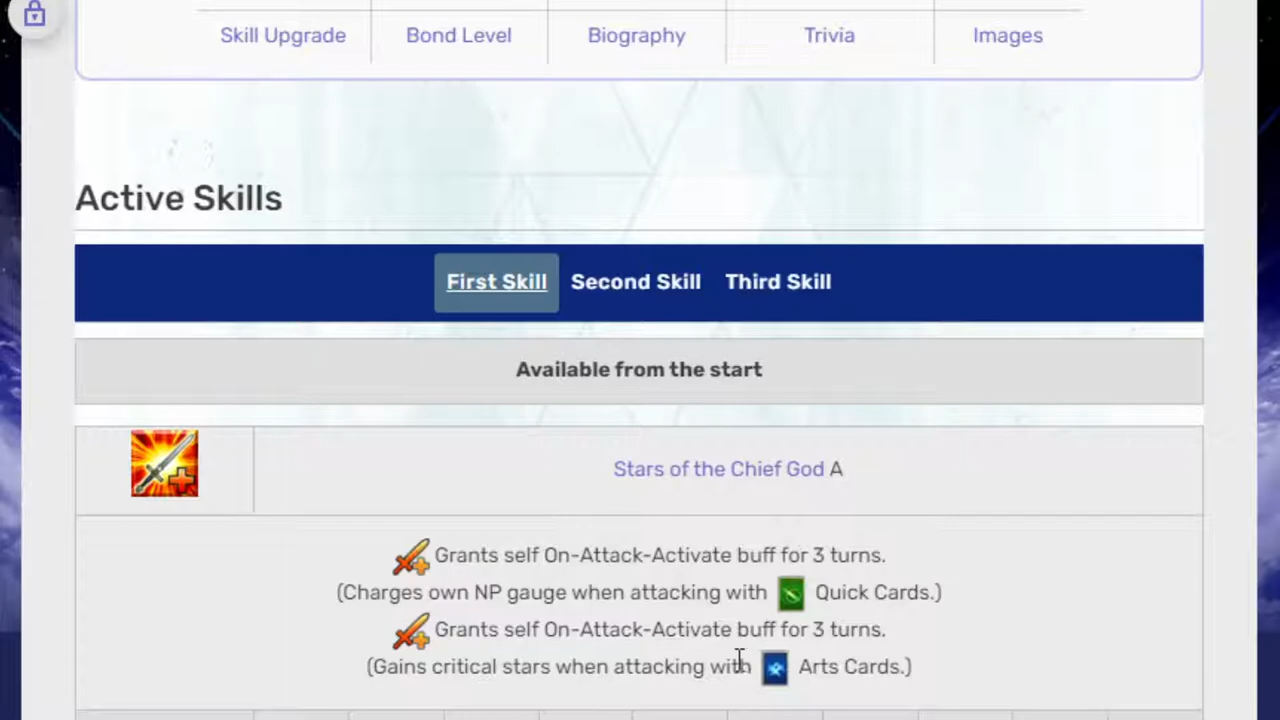 Skill Upgrade Bond Level Biography Trivia Images
Active Skills
First Skill Second Skill Third Skill
Available from the start
Stars of the Chief God A
Grants self On-Attack-Activate buff for 3 turns.
(Charges own NP gauge when attacking with Quick Cards.)
Grants self On-Attack-Activate buff for 3 turns.
(Gains critical stars when attacking with Arts Cards.)